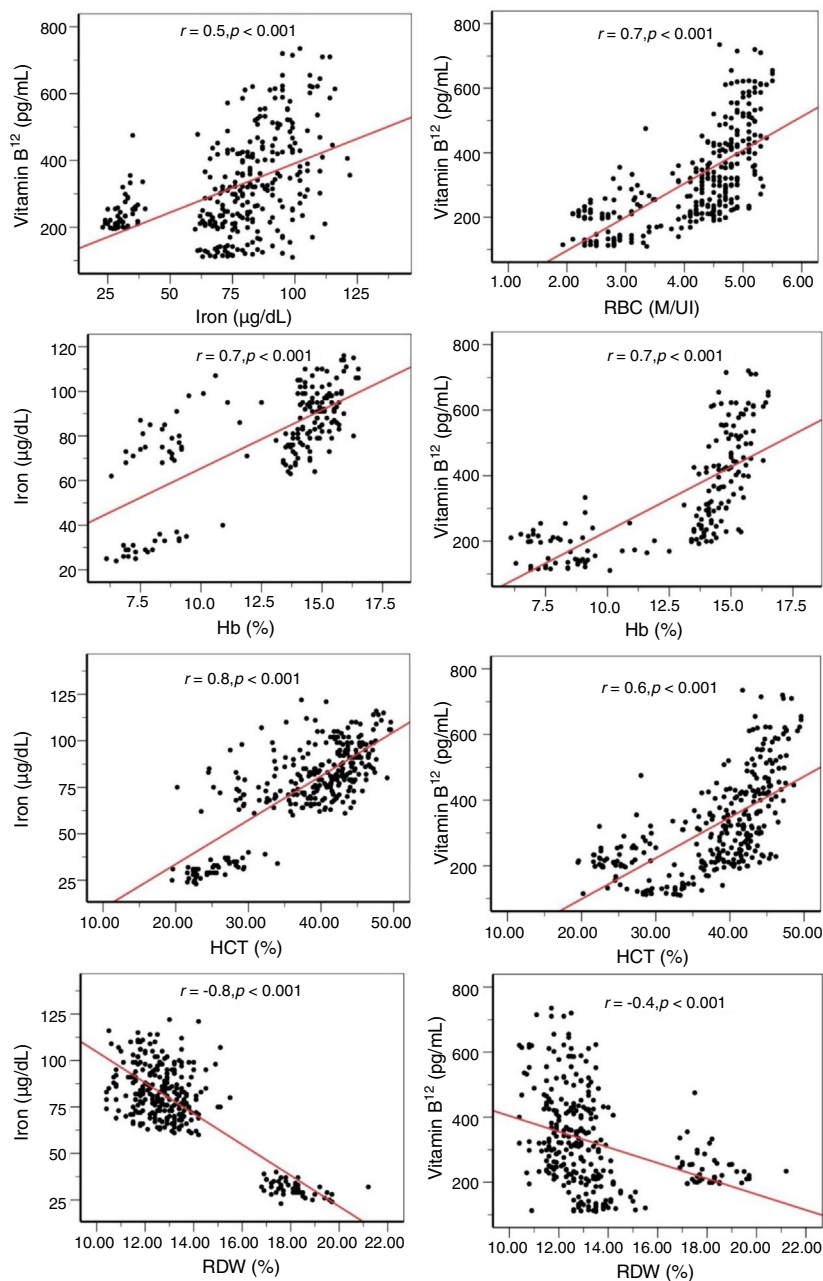 r = 0.5,p < 0.001
Vitamin B¹² (pg/mL)
800
600
400
200
25 50 75 100 125
Iron (μg/dL)
r = 0.7,p < 0.001
Vitamin B¹² (pg/mL)
800
600
400
200
1.00 2.00 3.00 4.00 5.00 6.00
RBC (M/UI)
r = 0.7,p < 0.001
Iron (μg/dL)
120
100
80
60
40
20
7.5 10.0 12.5 15.0 17.5
Hb (%)
r = 0.7,p < 0.001
Vitamin B¹² (pg/mL)
800
600
400
200
7.5 10.0 12.5 15.0 17.5
Hb (%)
r = 0.8,p < 0.001
Iron (μg/dL)
125
100
75
50
25
10.00 20.00 30.00 40.00 50.00
HCT (%)
r = 0.6,p < 0.001
Vitamin B¹² (pg/mL)
800
600
400
200
10.00 20.00 30.00 40.00 50.00
HCT (%)
r = -0.8,p < 0.001
Iron (μg/dL)
125
100
75
50
25
10.00 12.00 14.00 16.00 18.00 20.00 22.00
RDW (%)
r = -0.4,p < 0.001
Vitamin B¹² (pg/mL)
800
600
400
200
10.00 12.00 14.00 16.00 18.00 20.00 22.00
RDW (%)